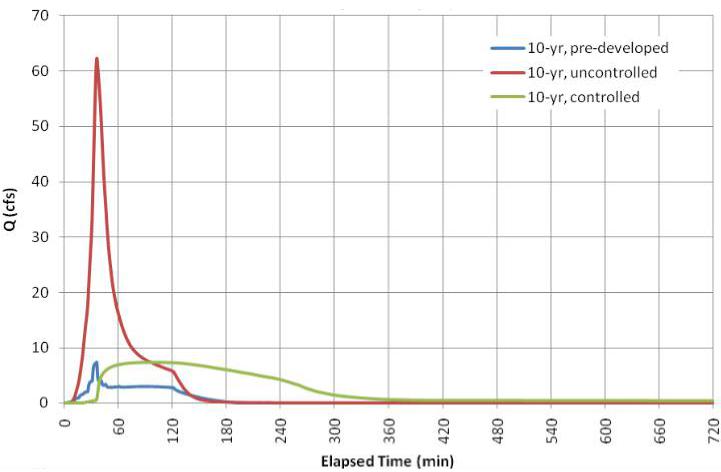 70
60
50
40
30
20
10
0
Q (cfs)
10-yr, pre-developed
10-yr, uncontrolled
10-yr, controlled
0 60 120 180 240 300 360 420 480 540 600 660 720
Elapsed Time (min)